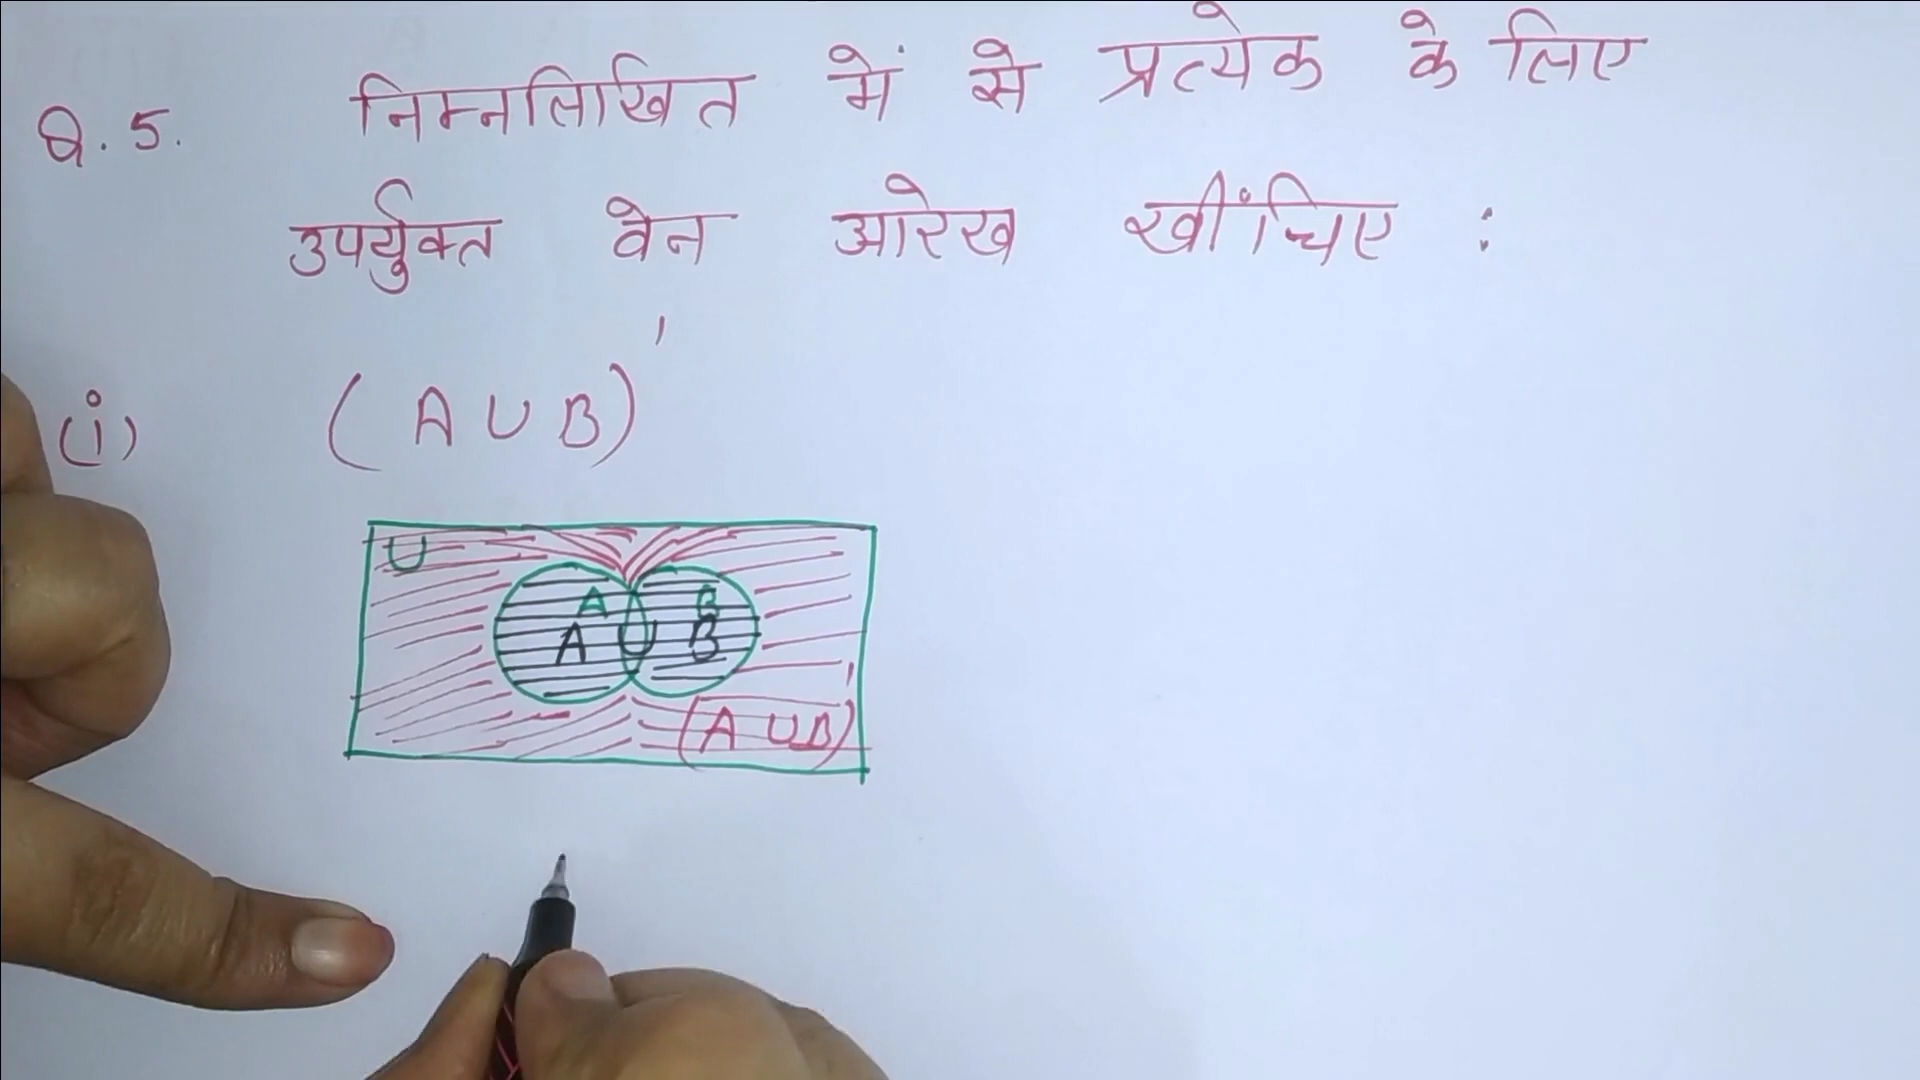 Q. 5. निम्नलिखित में से प्रत्येक के लिए
उपर्युक्त वेन आरेख खींचिए :
(i) (A ∪ B)'
U
A B
A ∪ B
(A ∪ B)'